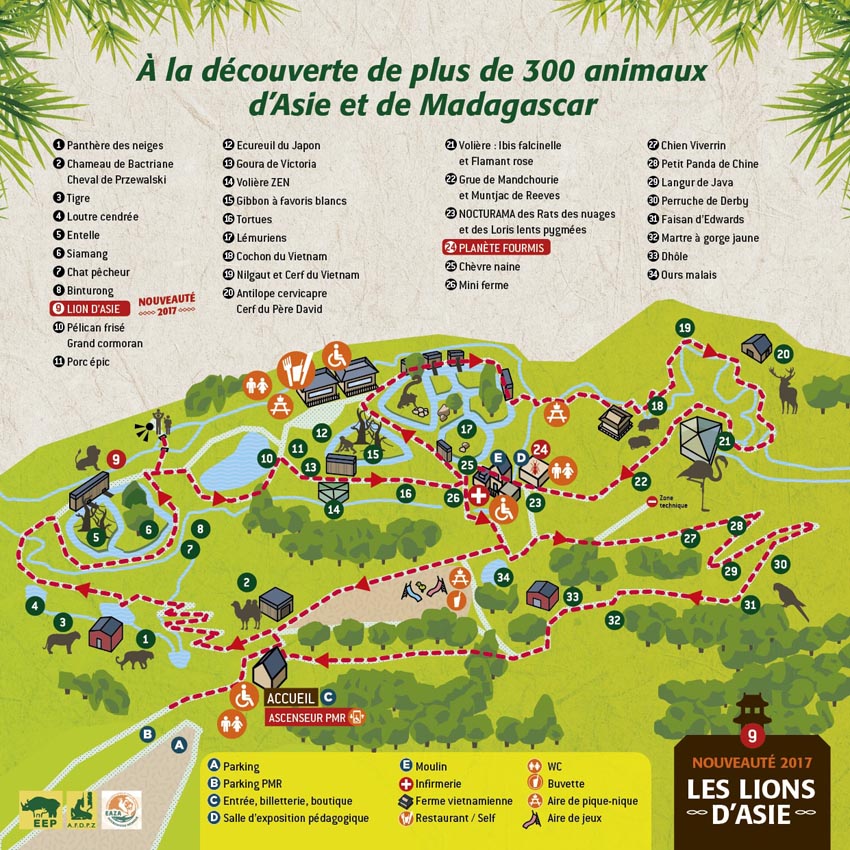 À la découverte de plus de 300 animaux
d'Asie et de Madagascar
1 Panthère des neiges
2 Chameau de Bactriane
Cheval de Przewalski
3 Tigre
4 Loutre cendrée
5 Entelle
6 Siamang
7 Chat pêcheur
8 Binturong
9 LION D'ASIE
NOUVEAUTÉ
2017
10 Pélican frisé
Grand cormoran
11 Porc épic
12 Ecureuil du Japon
13 Goura de Victoria
14 Volière ZEN
15 Gibbon à favoris blancs
16 Tortues
17 Lémuriens
18 Cochon du Vietnam
19 Nilgaut et Cerf du Vietnam
20 Antilope cervicapre
Cerf du Père David
21 Volière : Ibis falcinelle
et Flamant rose
22 Grue de Mandchourie
et Muntjac de Reeves
23 NOCTURAMA des Rats des nuages
et des Loris lents pygmées
24 PLANÈTE FOURMIS
25 Chèvre naine
26 Mini ferme
27 Chien Viverrin
28 Petit Panda de Chine
29 Langur de Java
30 Perruche de Derby
31 Faisan d'Edwards
32 Martre à gorge jaune
33 Dhôle
34 Ours malais
19
20
18
17
12
11
15
21
9
10
13
E
D
24
25
22
16
26
23
14
Zone
technique
5
6
8
7
28
27
29
30
34
33
31
32
2
4
3
1
ACCUEIL C
ASCENSEUR PMR
B
A
A Parking
B Parking PMR
C Entrée, billetterie, boutique
D Salle d'exposition pédagogique
E Moulin
Infirmerie
Ferme vietnamienne
Restaurant / Self
WC
Buvette
Aire de pique-nique
Aire de jeux
9
NOUVEAUTÉ 2017
LES LIONS
D'ASIE
EEP
A.F.D.P.Z
EAZA